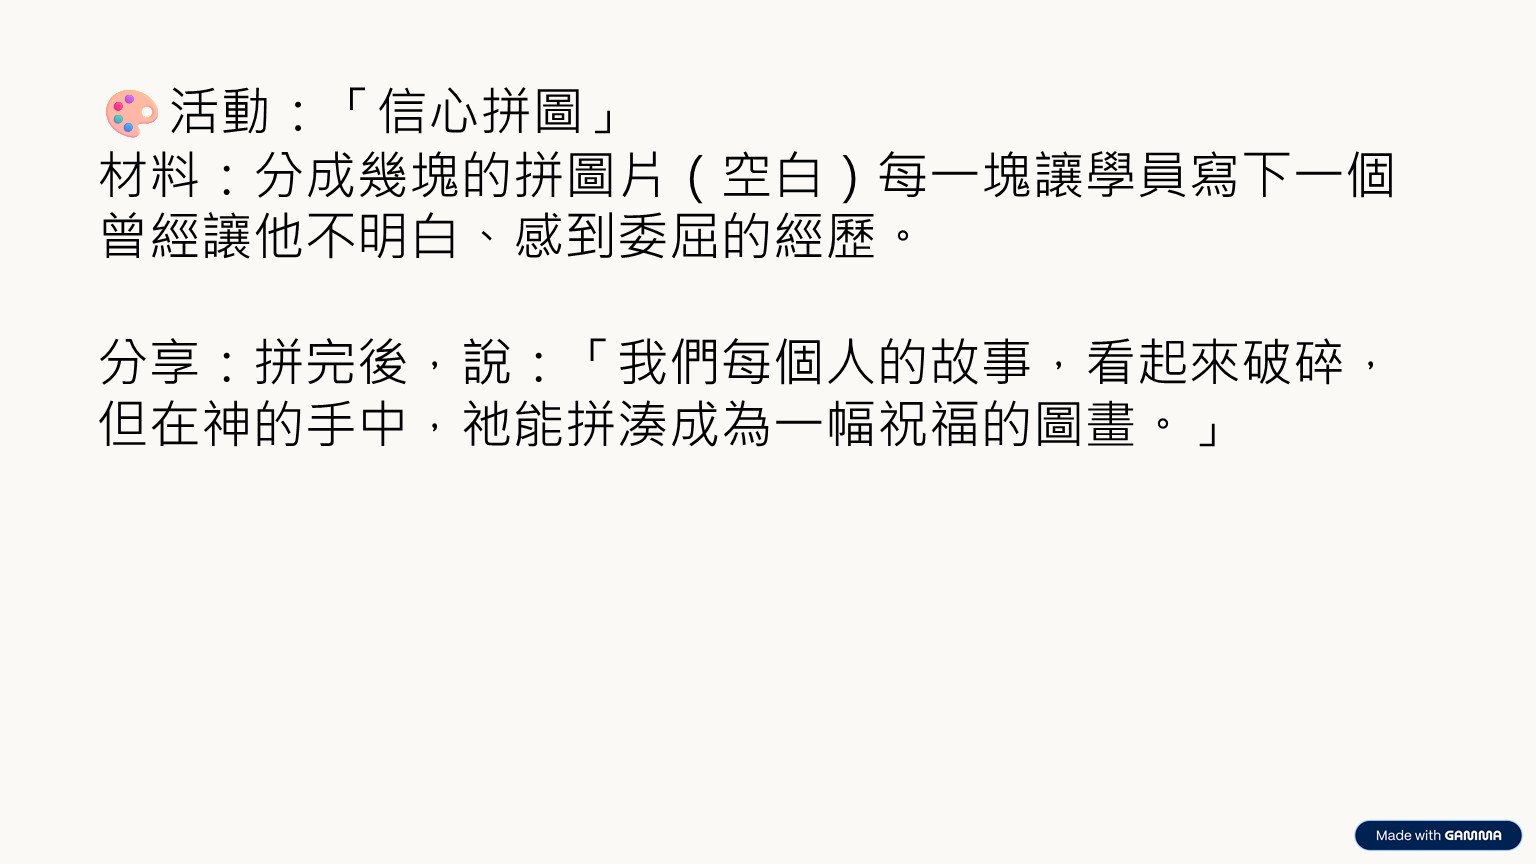 🎨活動：「信心拼圖」
材料：分成幾塊的拼圖片（空白）每一塊讓學員寫下一個
曾經讓他不明白、感到委屈的經歷。
分享：拼完後，說：「我們每個人的故事，看起來破碎，
但在神的手中，祂能拼湊成為一幅祝福的圖畫。」
Made with GAMMA